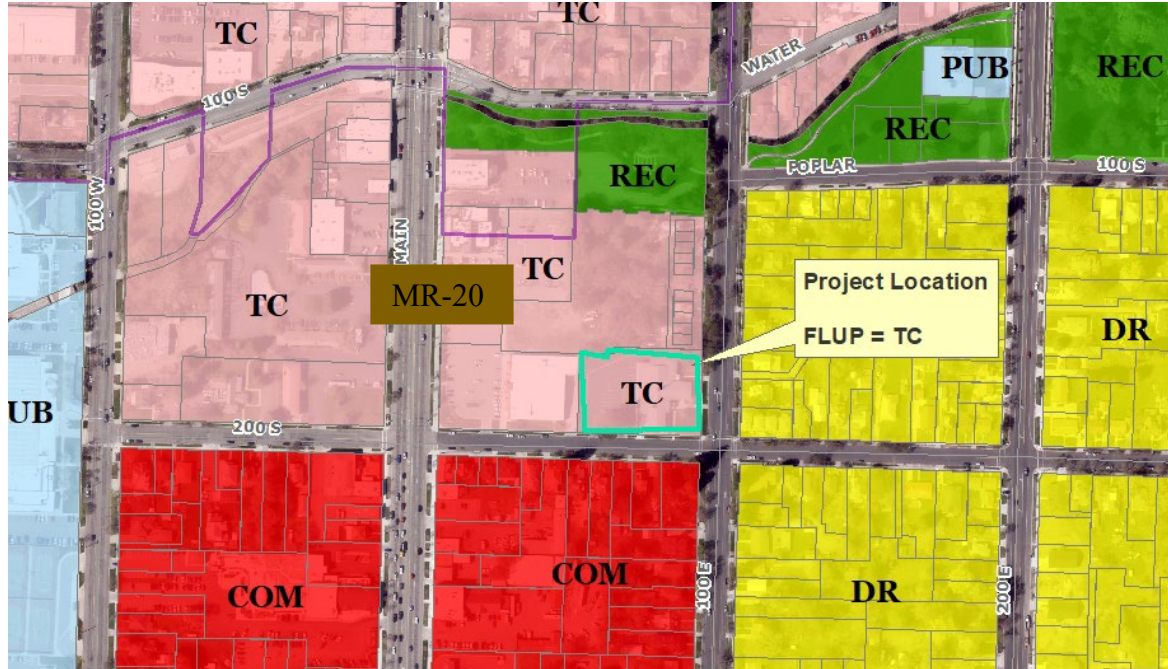 TC
TC
WATER
PUB
REC
100 S
REC
POPLAR
100 S
REC
100 W
MAIN
TC
TC
MR-20
Project Location
FLUP = TC
DR
TC
UB
200 S
COM
COM
100 E
DR
200 E